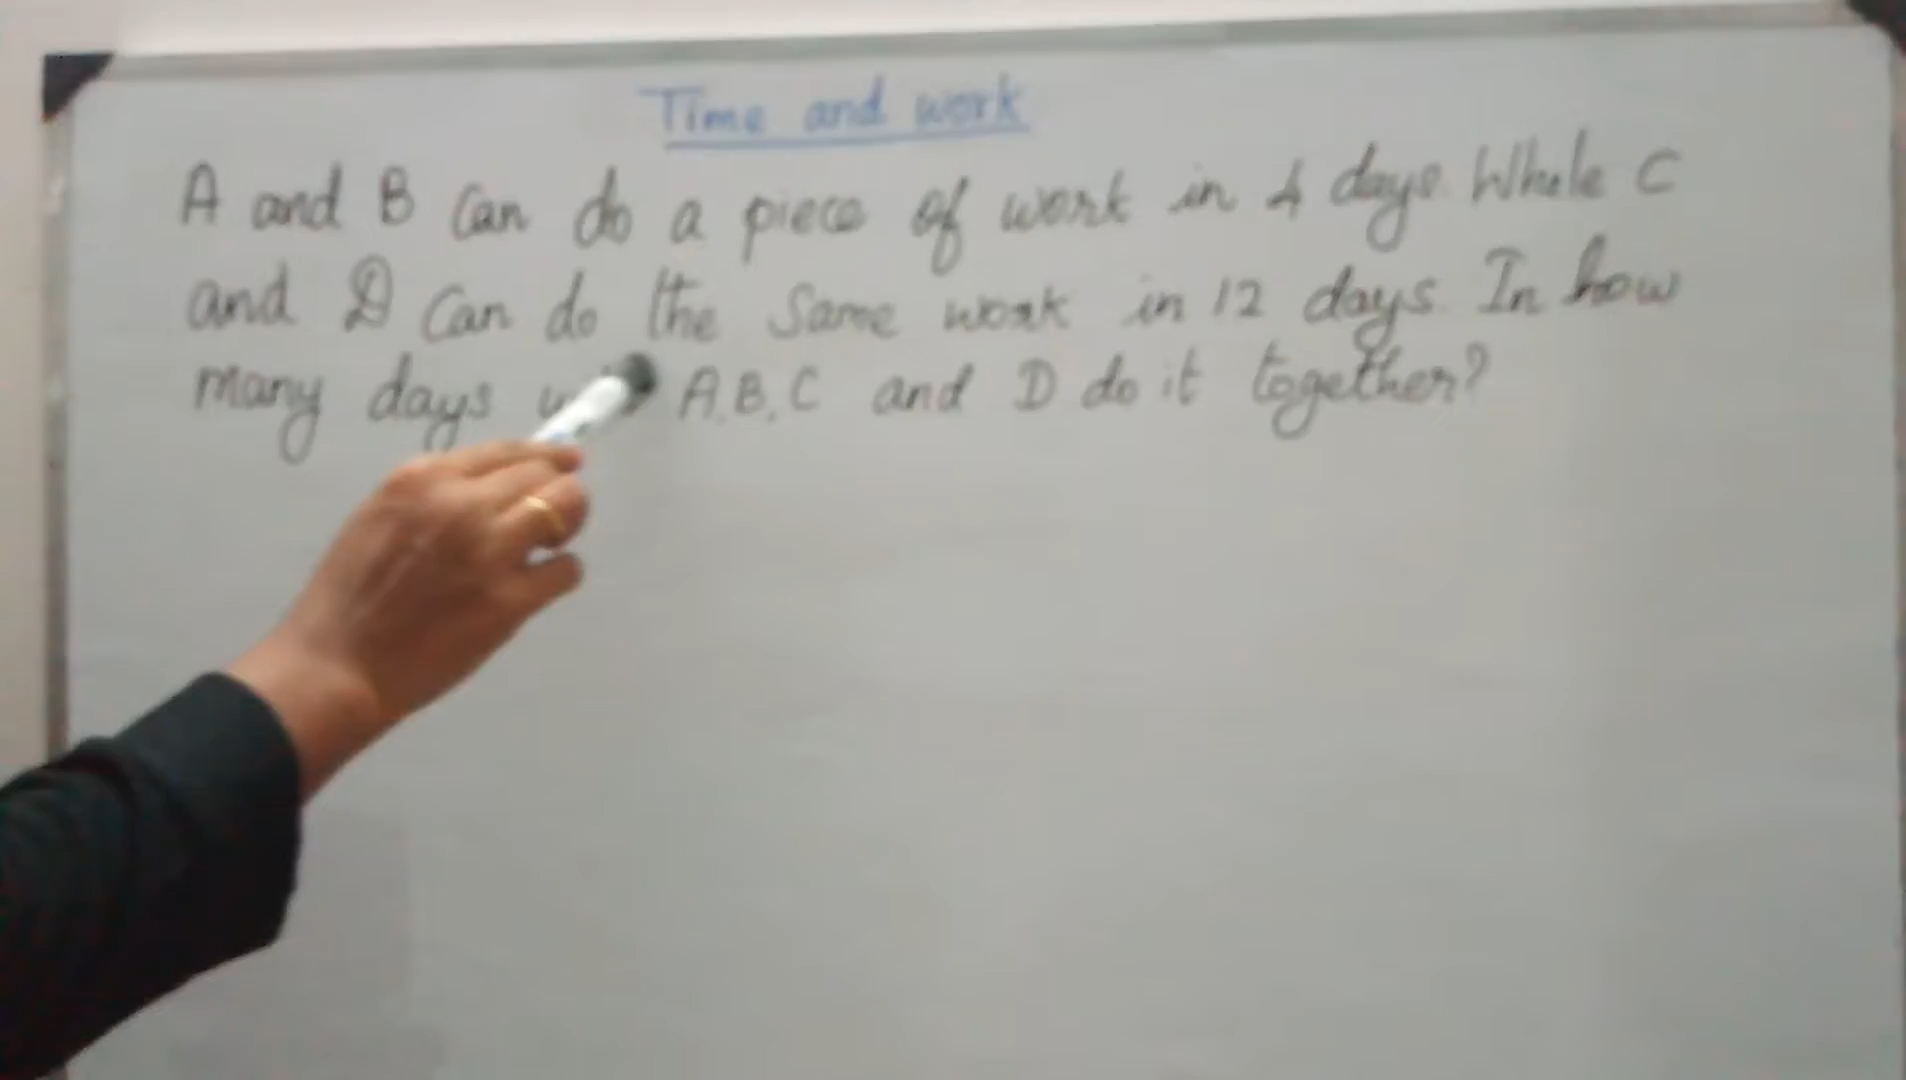 Time and work
A and B can do a piece of work in 4 days. While C
and D can do the same work in 12 days. In how
many days A, B, C and D do it together?